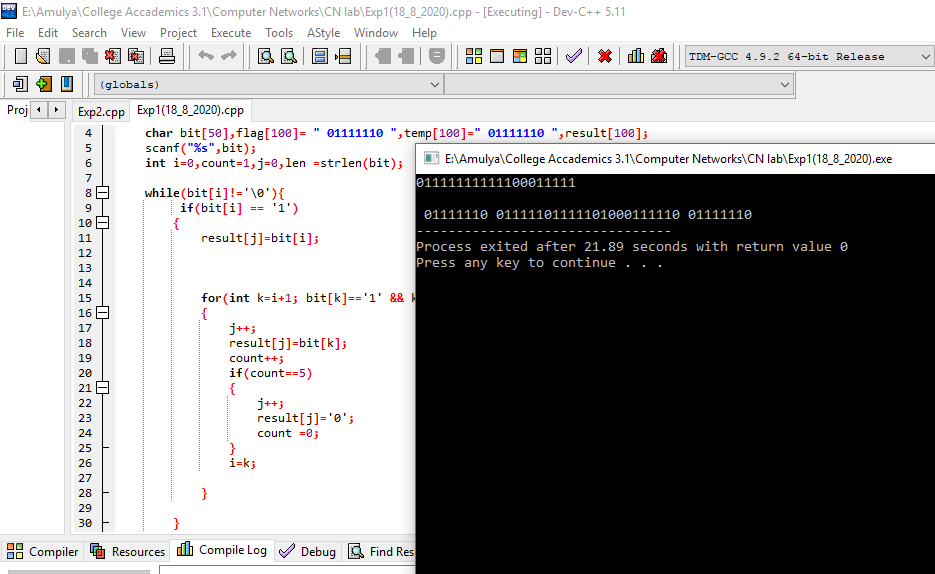 E:\Amulya\College Accademics 3.1\Computer Networks\CN lab\Exp1(18_8_2020).cpp - [Executing] - Dev-C++ 5.11
File Edit Search View Project Execute Tools AStyle Window Help
TDM-GCC 4.9.2 64-bit Release
(globals)
Proj Exp2.cpp Exp1(18_8_2020).cpp
4 char bit[50],flag[100]= " 01111110 ",temp[100]=" 01111110 ",result[100];
5 scanf("%s",bit);
6 int i=0,count=1,j=0,len =strlen(bit);
7
8 while(bit[i]!='\0'){
9 if(bit[i] == '1')
10 {
11 result[j]=bit[i];
12
13
14
15 for(int k=i+1; bit[k]=='1' &&
16 {
17 j++;
18 result[j]=bit[k];
19 count++;
20 if(count==5)
21 {
22 j++;
23 result[j]='0';
24 count =0;
25 }
26 i=k;
27
28 }
29
30 }
E:\Amulya\College Accademics 3.1\Computer Networks\CN lab\Exp1(18_8_2020).exe
01111111111100011111
01111110 01111101111101000111110 01111110
--------------------------------
Process exited after 21.89 seconds with return value 0
Press any key to continue . . .
Compiler Resources Compile Log Debug Find Res